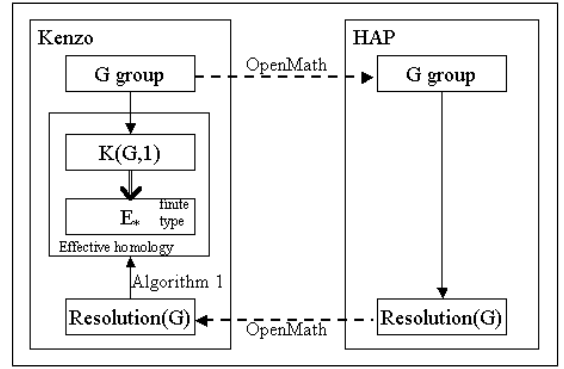 Kenzo
HAP
G group
OpenMath
G group
K(G,1)
E* finite type
Effective homology
Algorithm 1
Resolution(G)
OpenMath
Resolution(G)